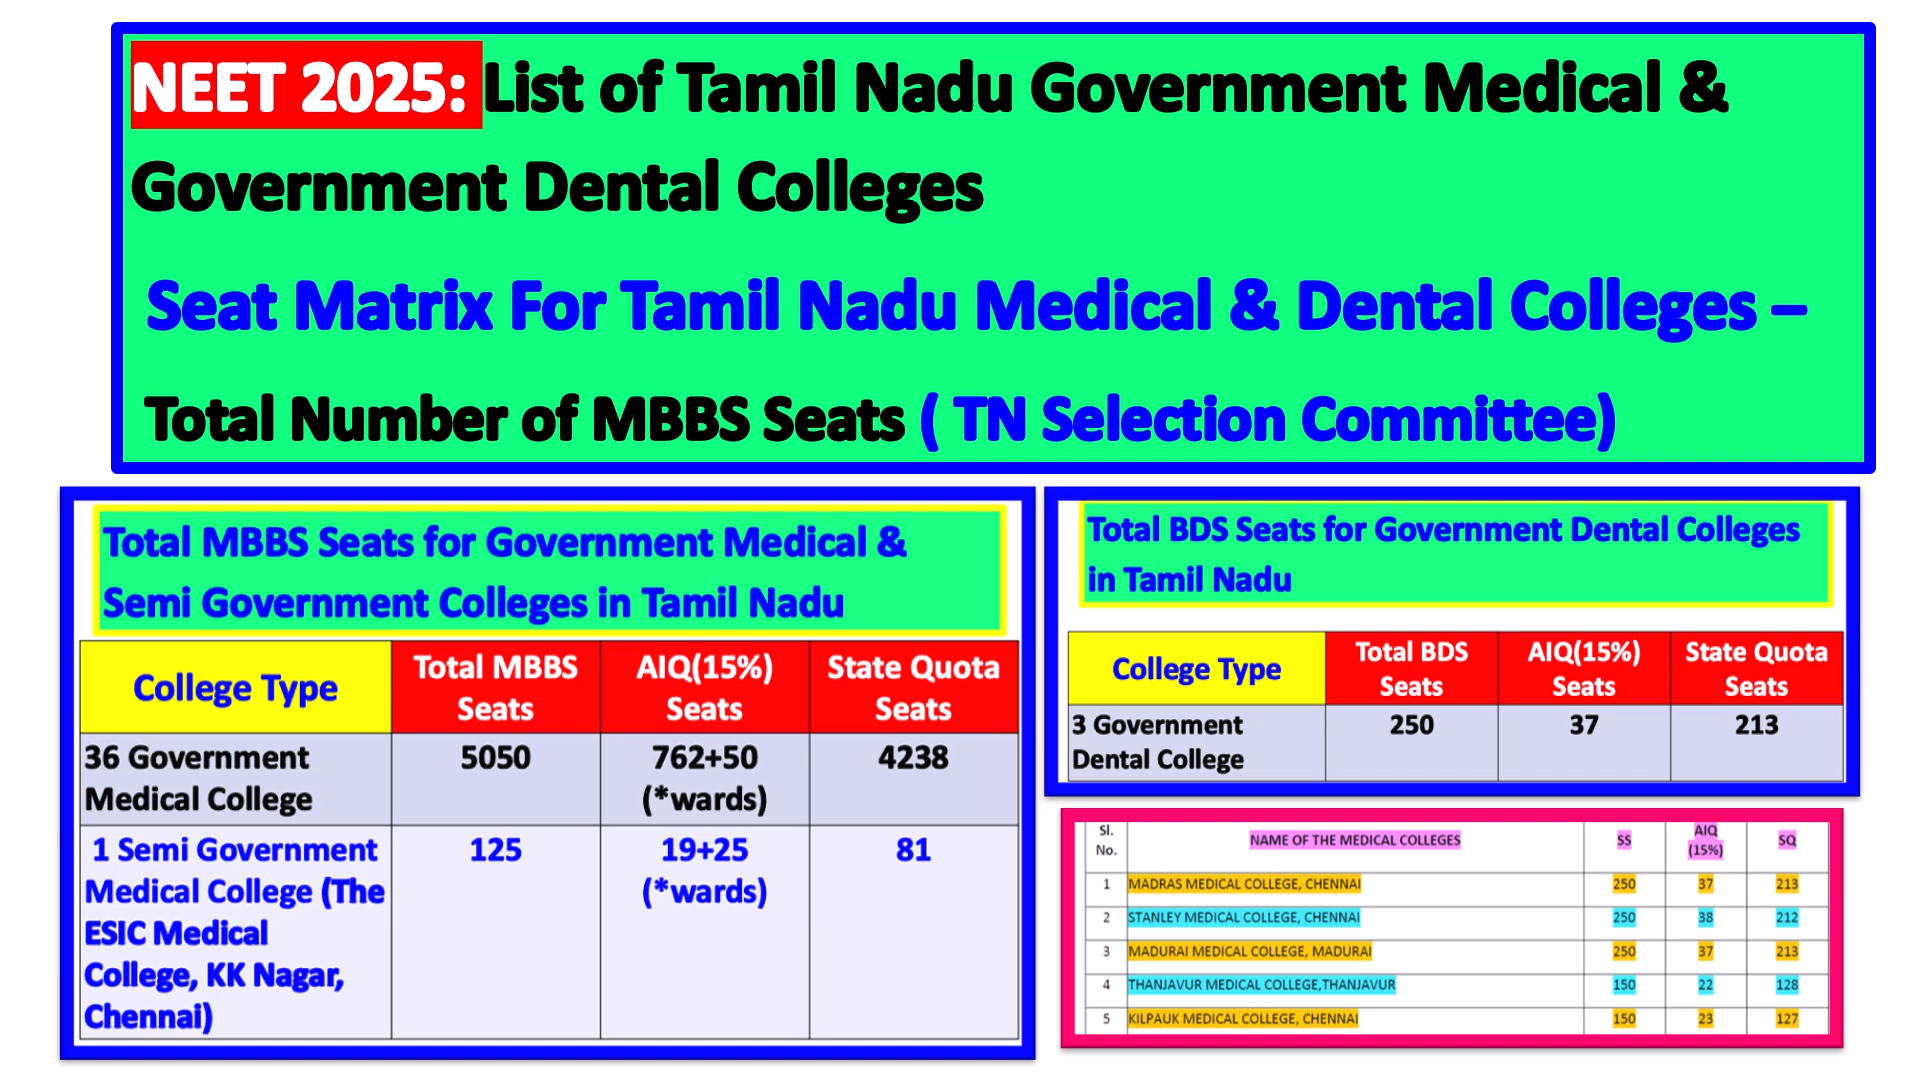 NEET 2025: List of Tamil Nadu Government Medical &
Government Dental Colleges
Seat Matrix For Tamil Nadu Medical & Dental Colleges –
Total Number of MBBS Seats ( TN Selection Committee)
Total MBBS Seats for Government Medical &
Semi Government Colleges in Tamil Nadu
College Type
Total MBBS
Seats
AIQ(15%)
Seats
State Quota
Seats
36 Government
Medical College
5050
762+50
(*wards)
4238
1 Semi Government
Medical College (The
ESIC Medical
College, KK Nagar,
Chennai)
125
19+25
(*wards)
81
Total BDS Seats for Government Dental Colleges
in Tamil Nadu
College Type
Total BDS
Seats
AIQ(15%)
Seats
State Quota
Seats
3 Government
Dental College
250
37
213
Sl.
No.
NAME OF THE MEDICAL COLLEGES
SS
AIQ
(15%)
SQ
1 MADRAS MEDICAL COLLEGE, CHENNAI 250 37 213
2 STANLEY MEDICAL COLLEGE, CHENNAI 250 38 212
3 MADURAI MEDICAL COLLEGE, MADURAI 250 37 213
4 THANJAVUR MEDICAL COLLEGE,THANJAVUR 150 22 128
5 KILPAUK MEDICAL COLLEGE, CHENNAI 150 23 127